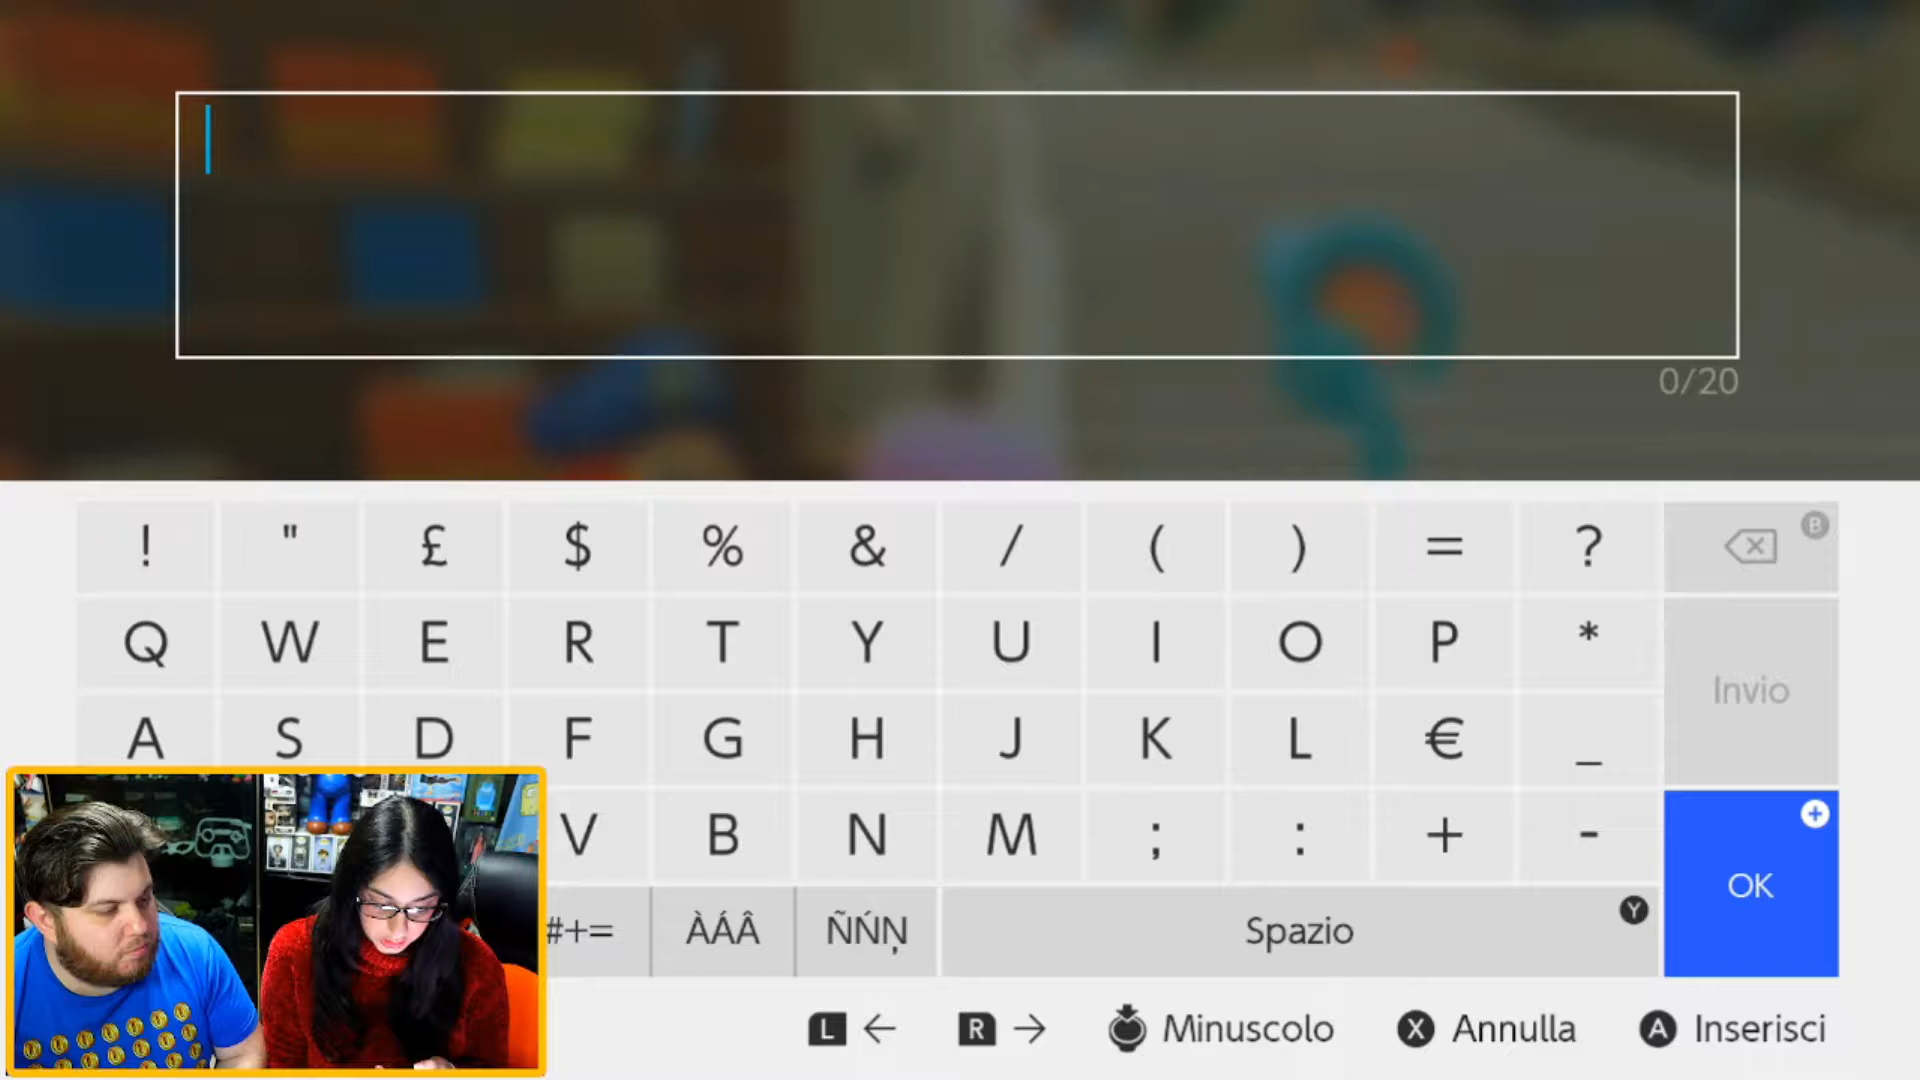 0/20
! " £ $ % & / ( ) = ? B
Q W E R T Y U I O P *
Invio
A S D F G H J K L € _
V B N M ; : + - +
OK
#+= ÀÁÂ ÑŃŅ Spazio Y
L ← R → Minuscolo X Annulla A Inserisci